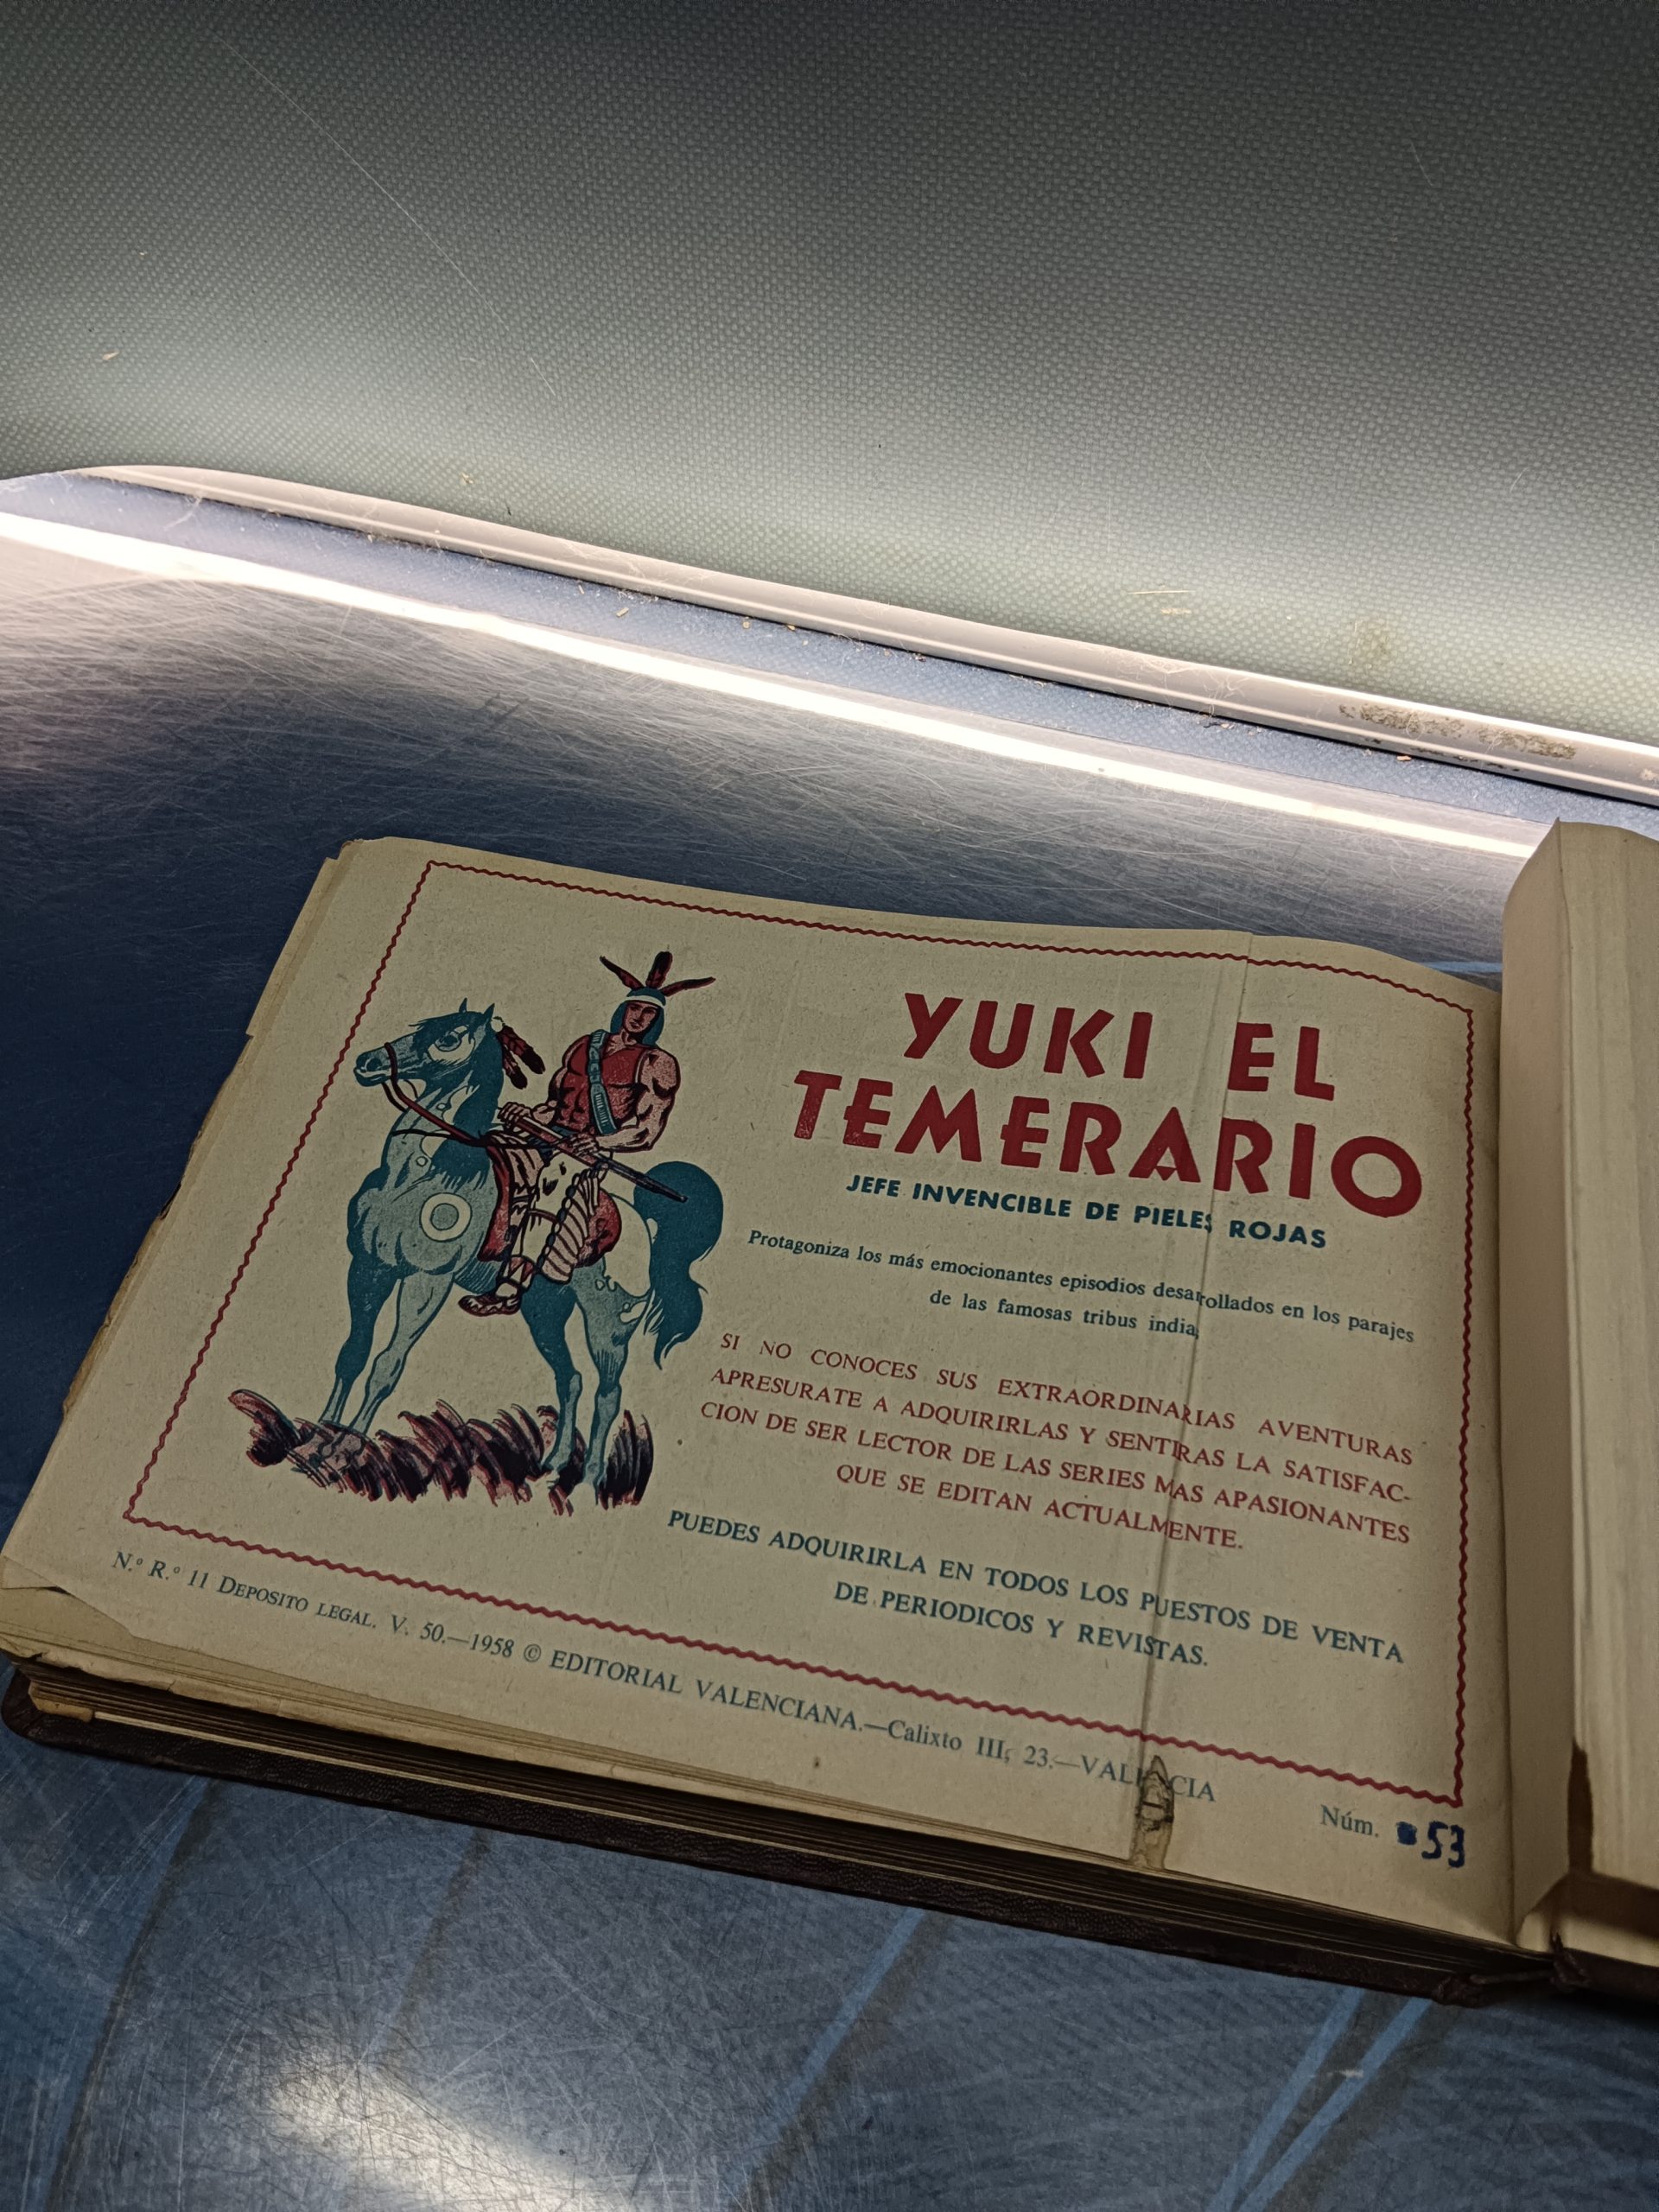 YUKI EL
TEMERARIO
JEFE INVENCIBLE DE PIELES ROJAS
Protagoniza los más emocionantes episodios desarrollados en los parajes
de las famosas tribus india,
SI NO CONOCES SUS EXTRAORDINARIAS AVENTURAS
APRESURATE A ADQUIRIRLAS Y SENTIRAS LA SATISFAC-
CION DE SER LECTOR DE LAS SERIES MAS APASIONANTES
QUE SE EDITAN ACTUALMENTE.
PUEDES ADQUIRIRLA EN TODOS LOS PUESTOS DE VENTA
DE PERIODICOS Y REVISTAS.
N.º R.º 11 DEPOSITO LEGAL. V. 50.—1958 © EDITORIAL VALENCIANA.—Calixto III, 23.—VALENCIA
Núm. 53